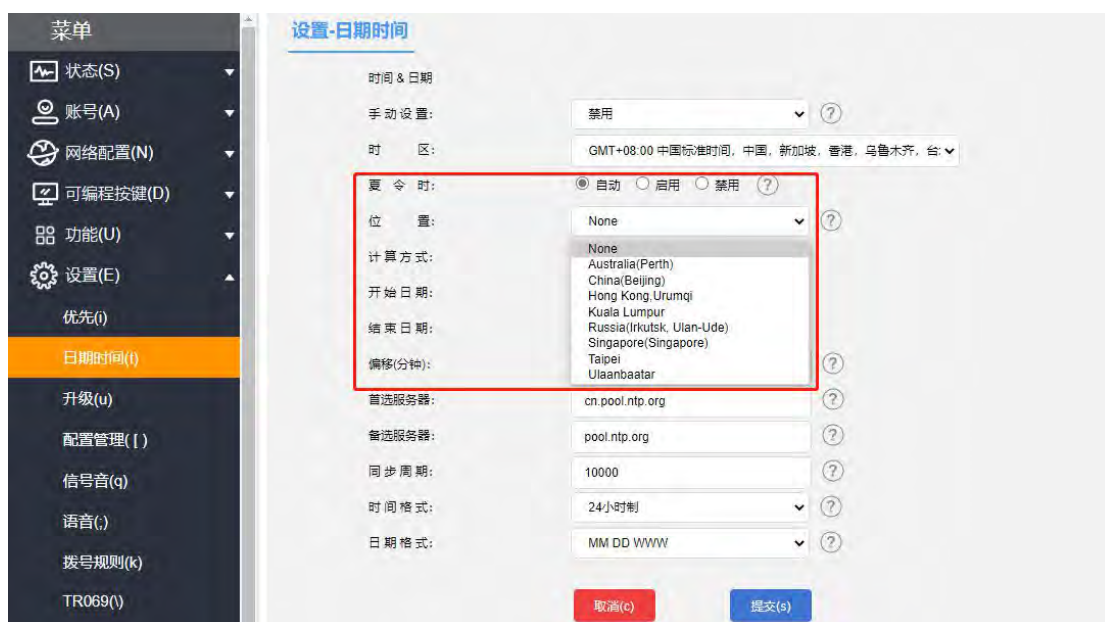 菜单
状态(S)
账号(A)
网络配置(N)
可编程按键(D)
功能(U)
设置(E)
优先(i)
日期时间(t)
升级(u)
配置管理([)
信号音(q)
语音(;)
拨号规则(k)
TR069(\)
设置-日期时间
时间 & 日期
手动设置: 禁用
时 区: GMT+08:00 中国标准时间, 中国, 新加坡, 香港, 乌鲁木齐, 台:
夏 令 时: 自动 启用 禁用
位 置: None
计算方式:
开始日期:
结束日期:
偏移(分钟):
None
Australia(Perth)
China(Beijing)
Hong Kong,Urumqi
Kuala Lumpur
Russia(Irkutsk, Ulan-Ude)
Singapore(Singapore)
Taipei
Ulaanbaatar
首选服务器: cn.pool.ntp.org
备选服务器: pool.ntp.org
同步周期: 10000
时间格式: 24小时制
日期格式: MM DD WWW
取消(c) 提交(s)